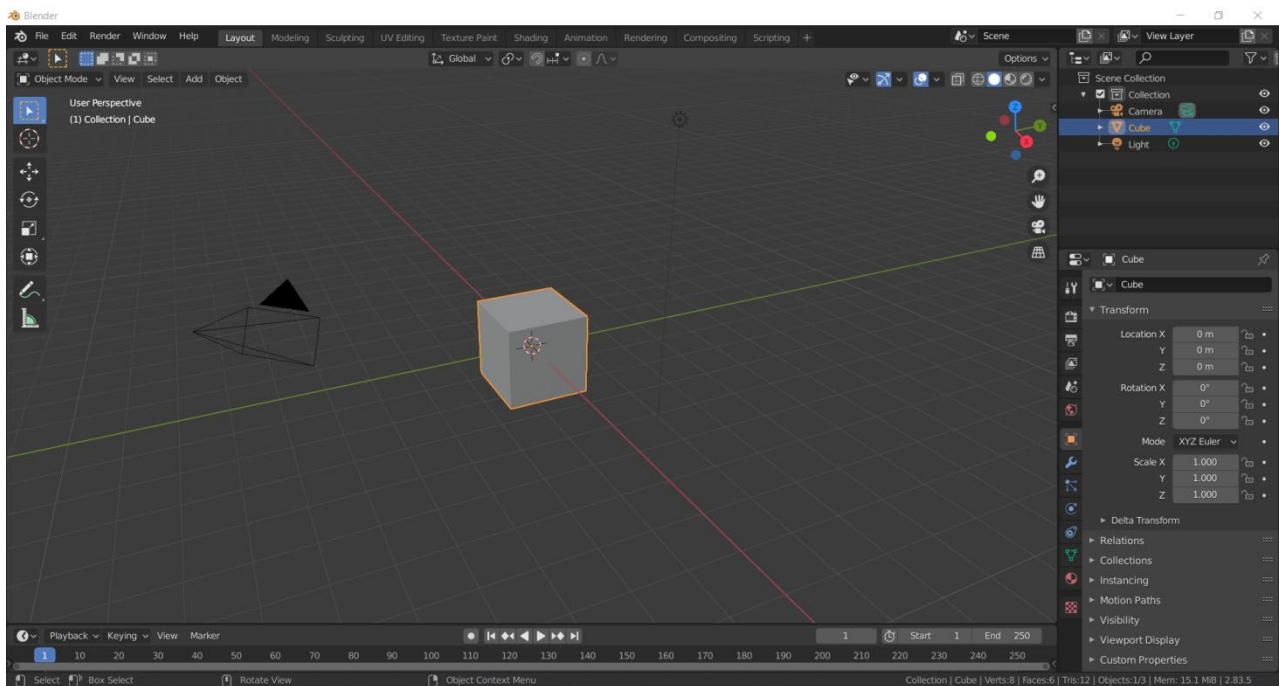 Blender
File Edit Render Window Help Layout Modeling Sculpting UV Editing Texture Paint Shading Animation Rendering Compositing Scripting + Scene View Layer
Global Options
Object Mode View Select Add Object
User Perspective
(1) Collection | Cube
Z
Y
X
Scene Collection
Collection
Camera
Cube
Light
Cube
Cube
Transform
Location X 0 m
Y 0 m
Z 0 m
Rotation X 0°
Y 0°
Z 0°
Mode XYZ Euler
Scale X 1.000
Y 1.000
Z 1.000
Delta Transform
Relations
Collections
Instancing
Motion Paths
Visibility
Viewport Display
Custom Properties
Playback Keying View Marker 1 Start 1 End 250
1 10 20 30 40 50 60 70 80 90 100 110 120 130 140 150 160 170 180 190 200 210 220 230 240 250
Select Box Select Rotate View Object Context Menu Collection | Cube | Verts:8 | Faces:6 | Tris:12 | Objects:1/3 | Mem: 15.1 MiB | 2.83.5